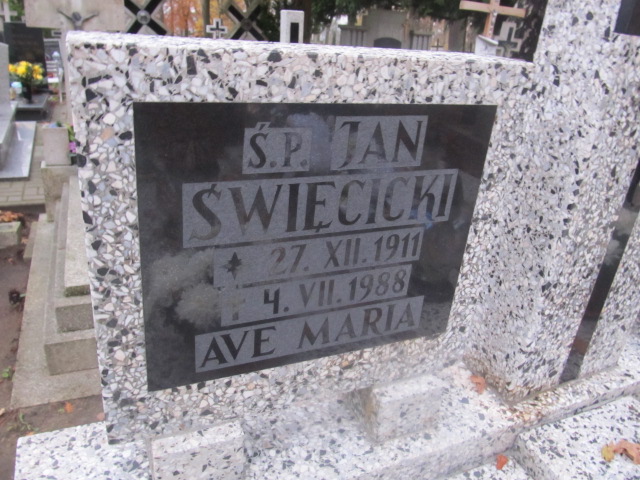 Ś.P. JAN
ŚWIĘCICKI
* 27. XII. 1911
† 4. VII. 1988
AVE MARIA